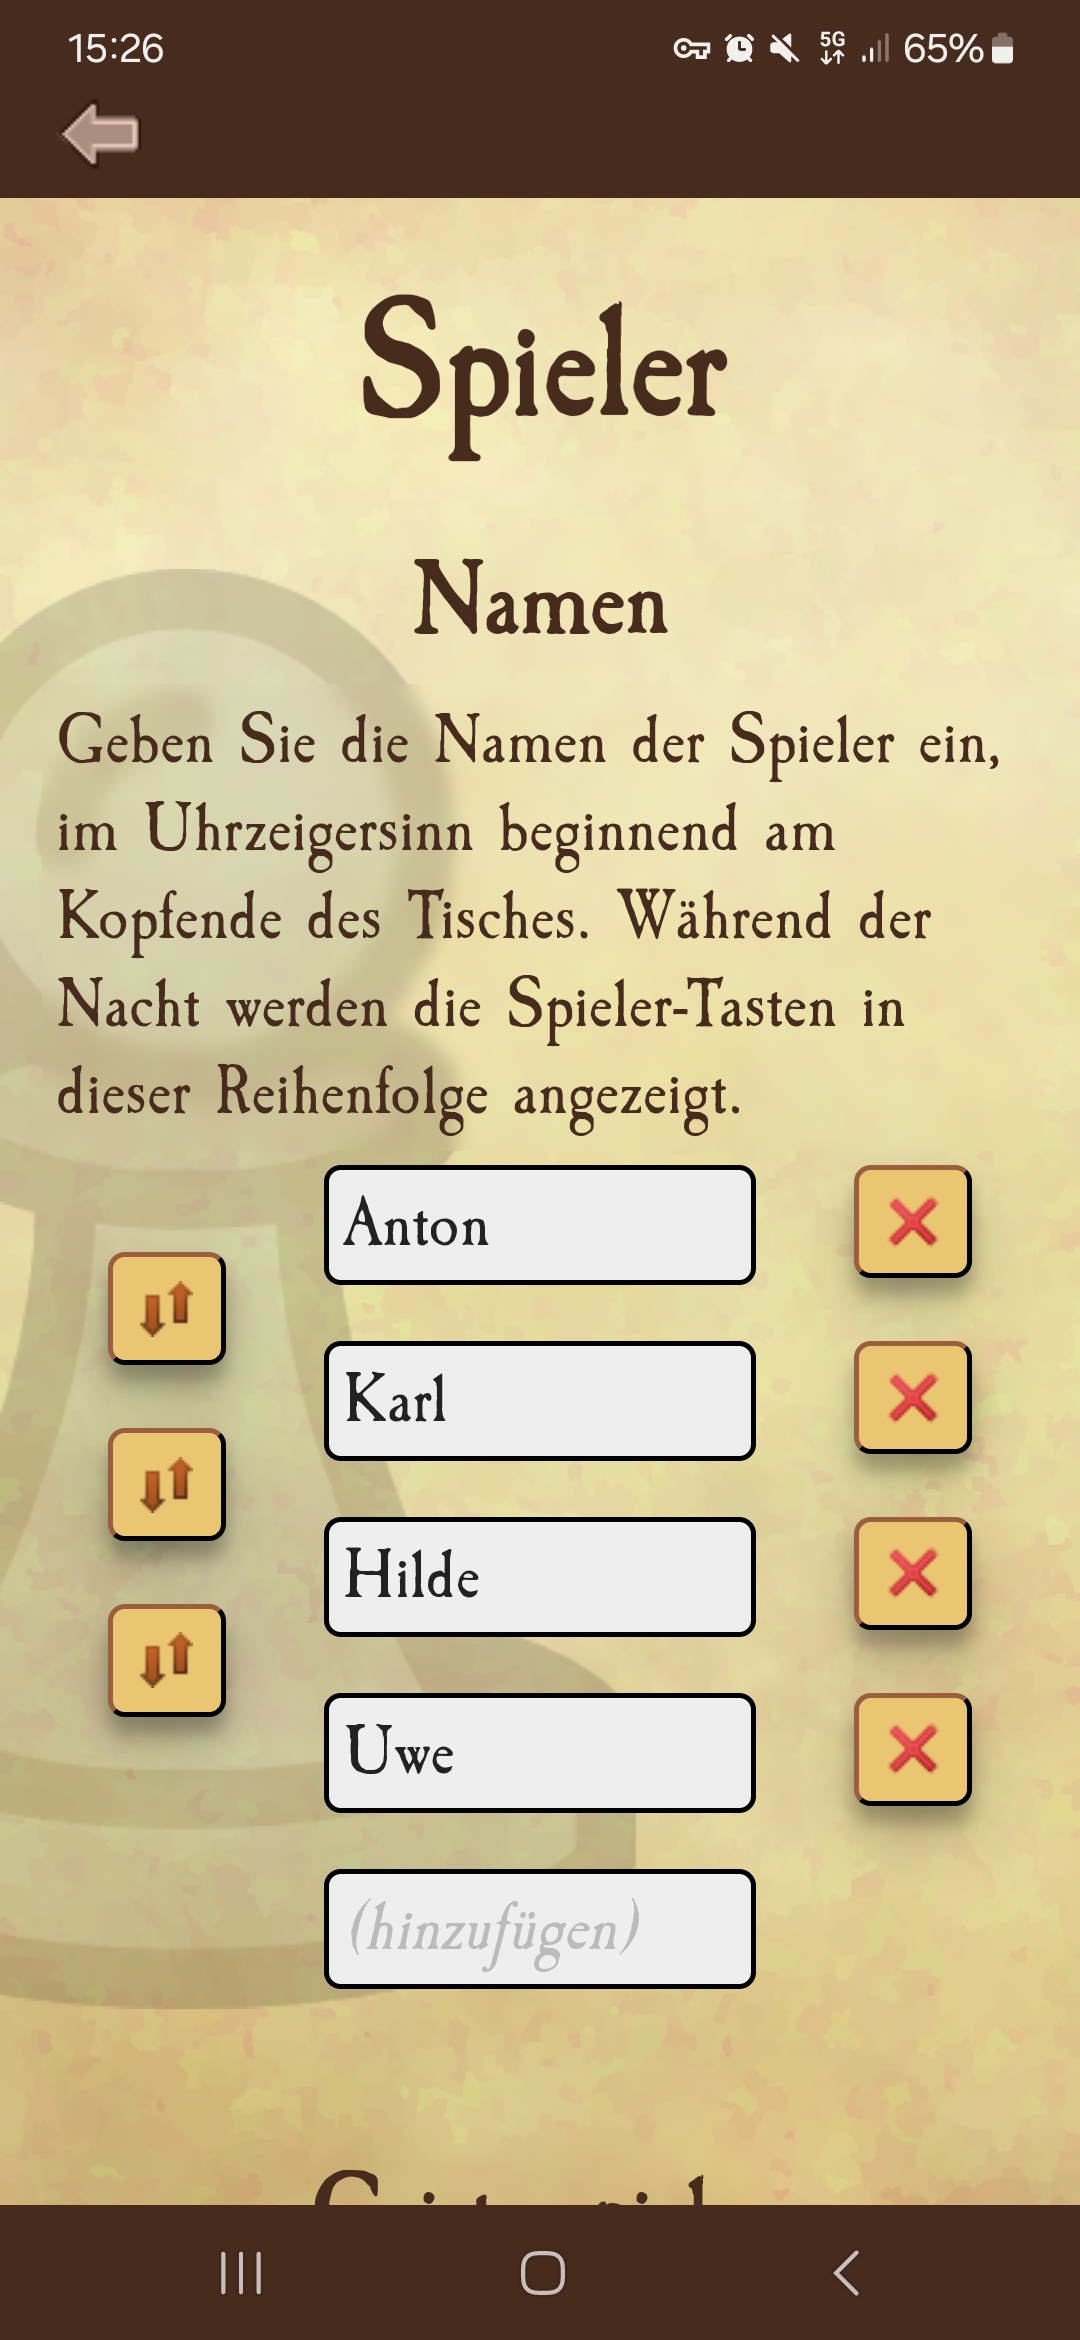 15:26
5G
65%
Spieler
Namen
Geben Sie die Namen der Spieler ein,
im Uhrzeigersinn beginnend am
Kopfende des Tisches. Während der
Nacht werden die Spieler-Tasten in
dieser Reihenfolge angezeigt.
Anton
Karl
Hilde
Uwe
(hinzufügen)